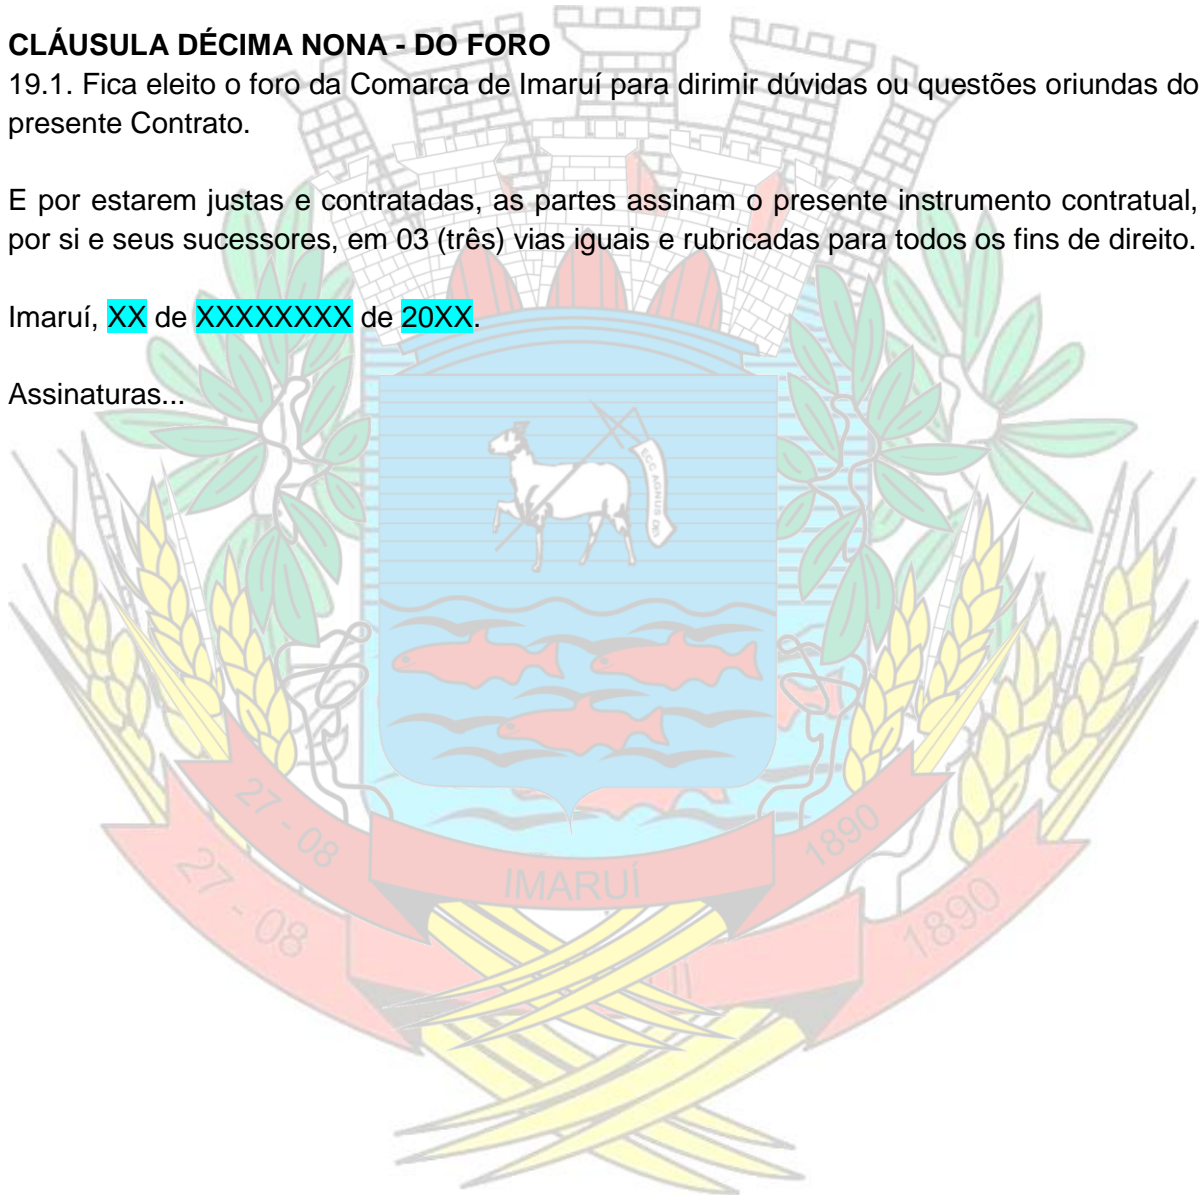 CLÁUSULA DÉCIMA NONA - DO FORO
19.1. Fica eleito o foro da Comarca de Imaruí para dirimir dúvidas ou questões oriundas do
presente Contrato.
E por estarem justas e contratadas, as partes assinam o presente instrumento contratual,
por si e seus sucessores, em 03 (três) vias iguais e rubricadas para todos os fins de direito.
Imaruí, XX de XXXXXXXX de 20XX.
Assinaturas...
ECC AGNUS DEI
27 - 08
IMARUÍ
1890
27 - 08
1890